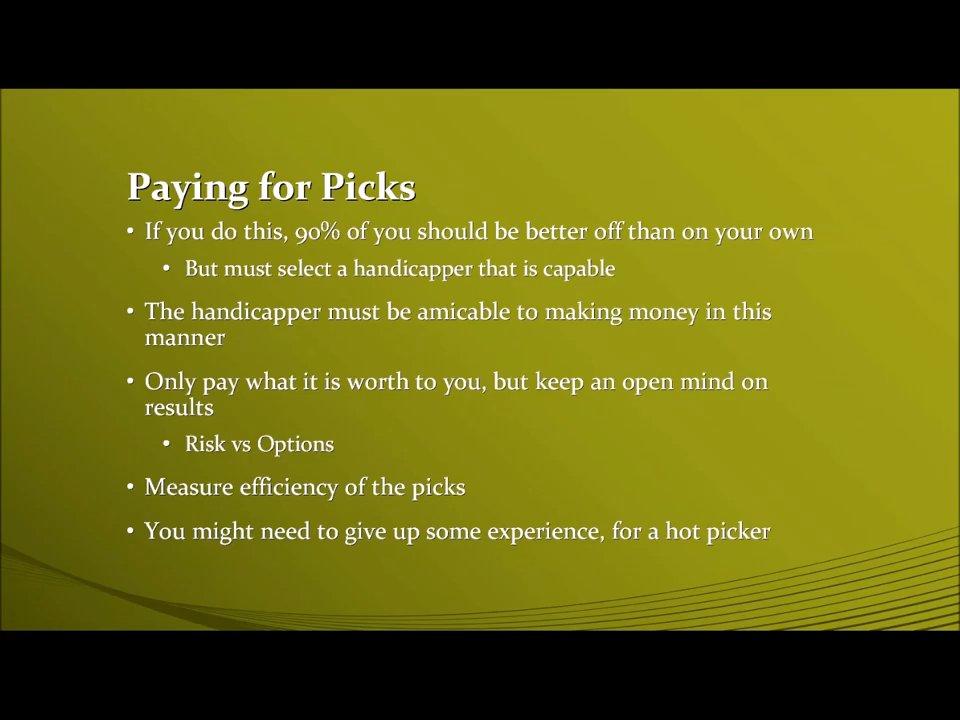 Paying for Picks
• If you do this, 90% of you should be better off than on your own
• But must select a handicapper that is capable
• The handicapper must be amicable to making money in this
manner
• Only pay what it is worth to you, but keep an open mind on
results
• Risk vs Options
• Measure efficiency of the picks
• You might need to give up some experience, for a hot picker